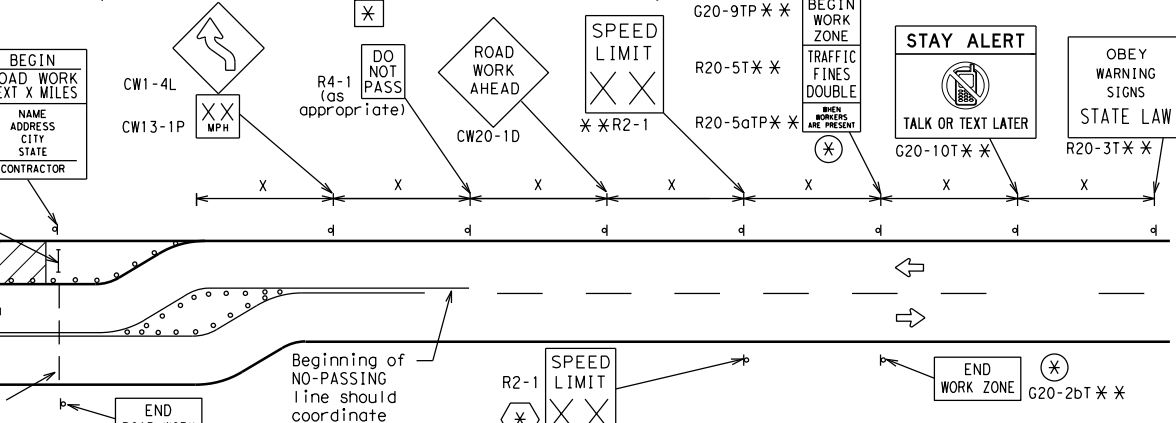 BEGIN
ROAD WORK
NEXT X MILES
NAME
ADDRESS
CITY
STATE
CONTRACTOR
CW1-4L
CW13-1P
X X
MPH
*
R4-1
(as
appropriate)
DO
NOT
PASS
ROAD
WORK
AHEAD
CW20-1D
SPEED
LIMIT
X X
* *R2-1
G20-9TP* *
R20-5T* *
R20-5aTP* *
BEGIN
WORK
ZONE
TRAFFIC
FINES
DOUBLE
WHEN
WORKERS
ARE PRESENT
*
STAY ALERT
TALK OR TEXT LATER
G20-10T* *
OBEY
WARNING
SIGNS
STATE LAW
R20-3T* *
X X X X X X X
Beginning of
NO-PASSING
line should
coordinate
R2-1
*
SPEED
LIMIT
X X
END
WORK ZONE
*
G20-2bT* *
END